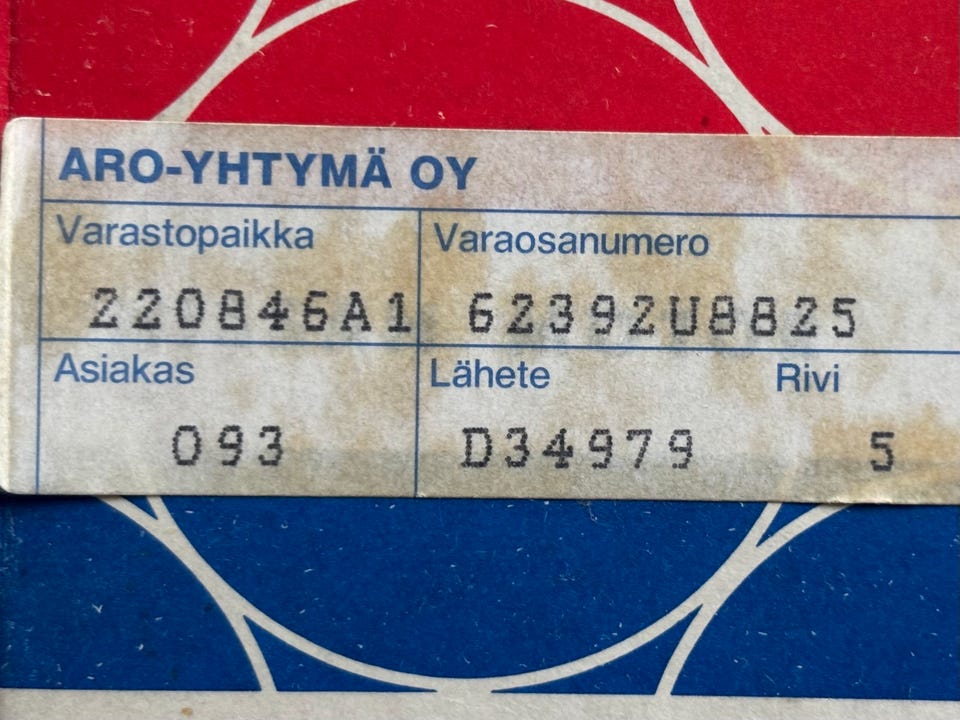 ARO-YHTYMÄ OY
Varastopaikka Varaosanumero
220846A1 62392U8825
Asiakas Lähete Rivi
093 D34979 5